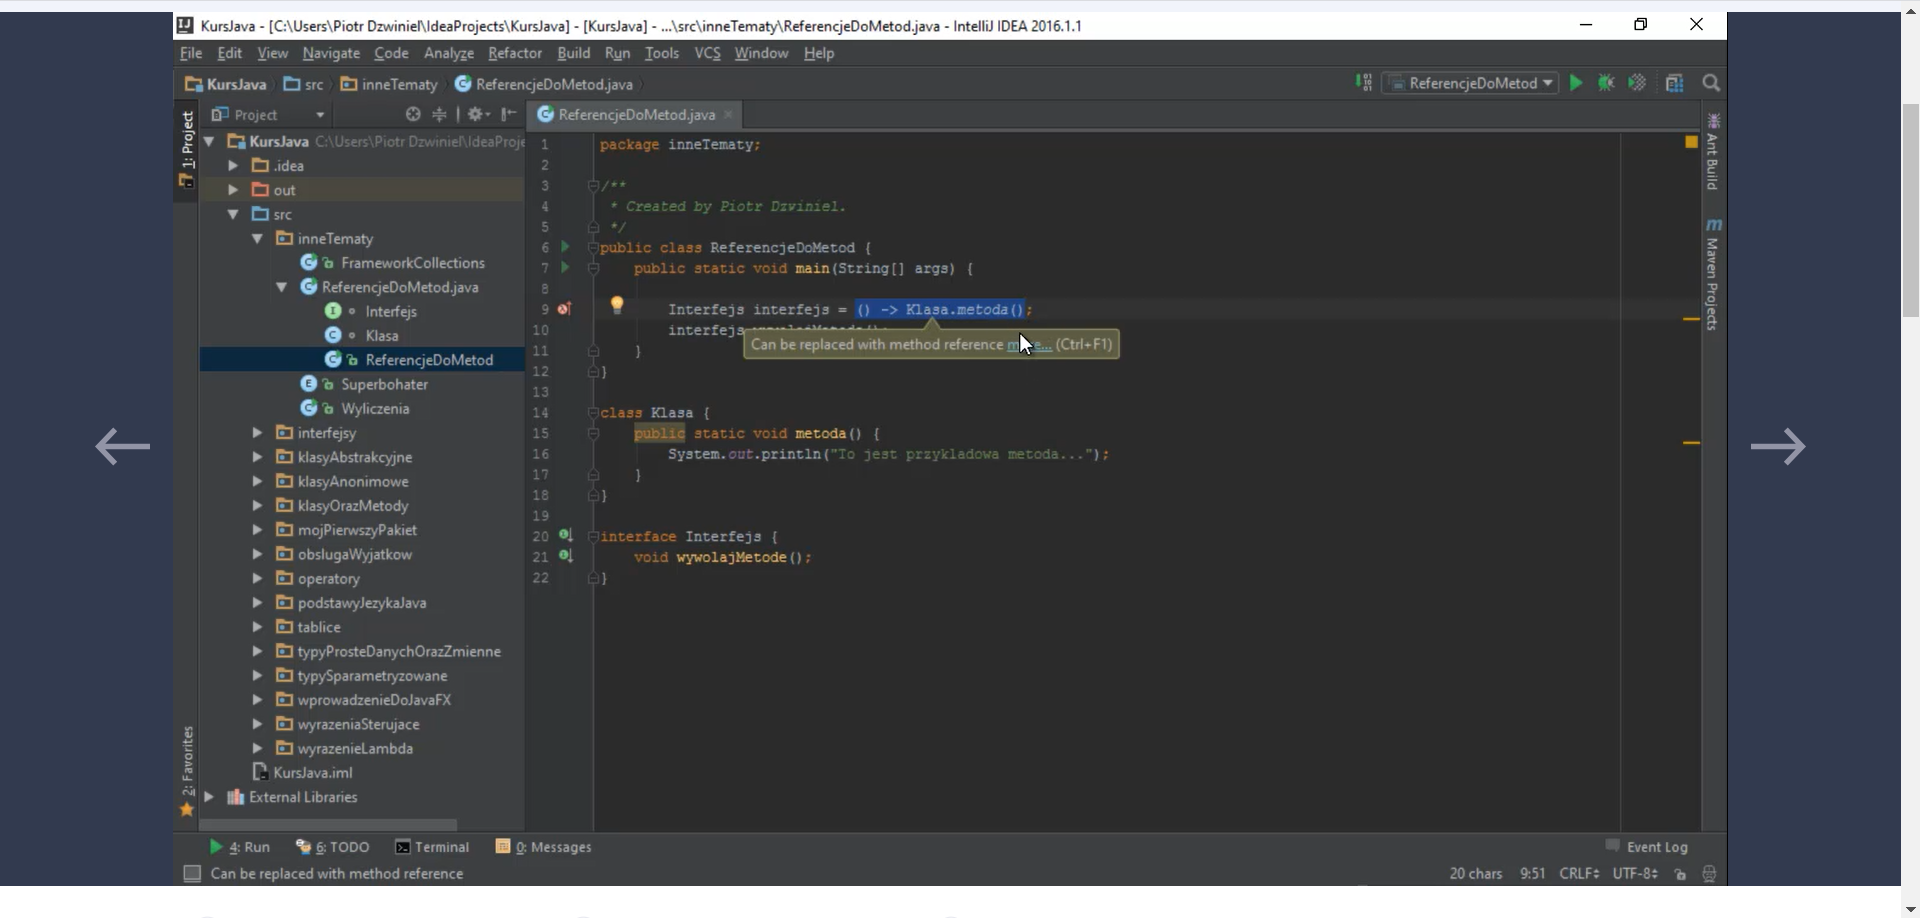 KursJava - [C:\Users\Piotr Dzwiniel\IdeaProjects\KursJava] - [KursJava] - ...\src\inneTematy\ReferencjeDoMetod.java - IntelliJ IDEA 2016.1.1
File Edit View Navigate Code Analyze Refactor Build Run Tools VCS Window Help
KursJava src inneTematy ReferencjeDoMetod.java
ReferencjeDoMetod
1: Project
Project
KursJava C:\Users\Piotr Dzwiniel\IdeaProje
.idea
out
src
inneTematy
FrameworkCollections
ReferencjeDoMetod.java
Interfejs
Klasa
ReferencjeDoMetod
Superbohater
Wyliczenia
interfejsy
klasyAbstrakcyjne
klasyAnonimowe
klasyOrazMetody
mojPierwszyPakiet
obslugaWyjatkow
operatory
podstawyJezykaJava
tablice
typyProsteDanychOrazZmienne
typySparametryzowane
wprowadzenieDoJavaFX
wyrazeniaSterujace
wyrazenieLambda
KursJava.iml
External Libraries
2: Favorites
ReferencjeDoMetod.java
1 package inneTematy;
2
3 /**
4 * Created by Piotr Dzwiniel.
5 */
6 public class ReferencjeDoMetod {
7 public static void main(String[] args) {
8
9 Interfejs interfejs = () -> Klasa.metoda();
10 interfejs
Can be replaced with method reference (Ctrl+F1)
11 }
12 }
13
14 class Klasa {
15 public static void metoda() {
16 System.out.println("To jest przykladowa metoda...");
17 }
18 }
19
20 interface Interfejs {
21 void wywolajMetode();
22 }
Ant Build
Maven Projects
4: Run 6: TODO Terminal 0: Messages Event Log
Can be replaced with method reference 20 chars 9:51 CRLF UTF-8